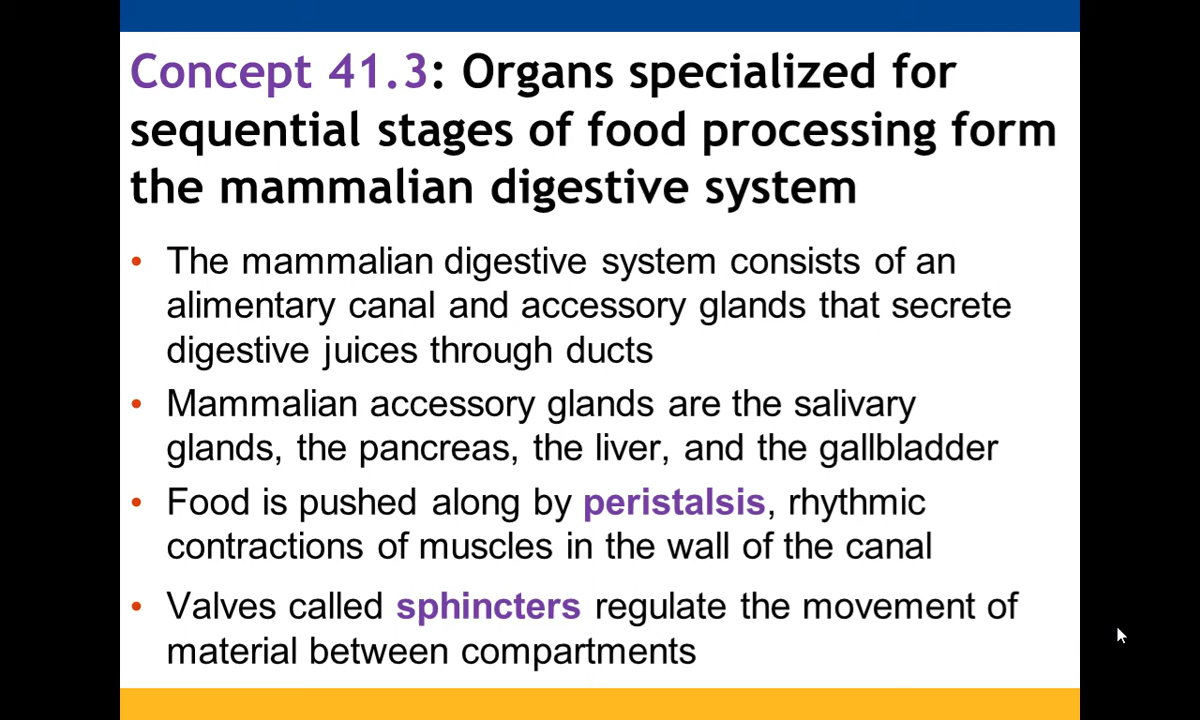 Concept 41.3: Organs specialized for
sequential stages of food processing form
the mammalian digestive system
• The mammalian digestive system consists of an
alimentary canal and accessory glands that secrete
digestive juices through ducts
• Mammalian accessory glands are the salivary
glands, the pancreas, the liver, and the gallbladder
• Food is pushed along by peristalsis, rhythmic
contractions of muscles in the wall of the canal
• Valves called sphincters regulate the movement of
material between compartments